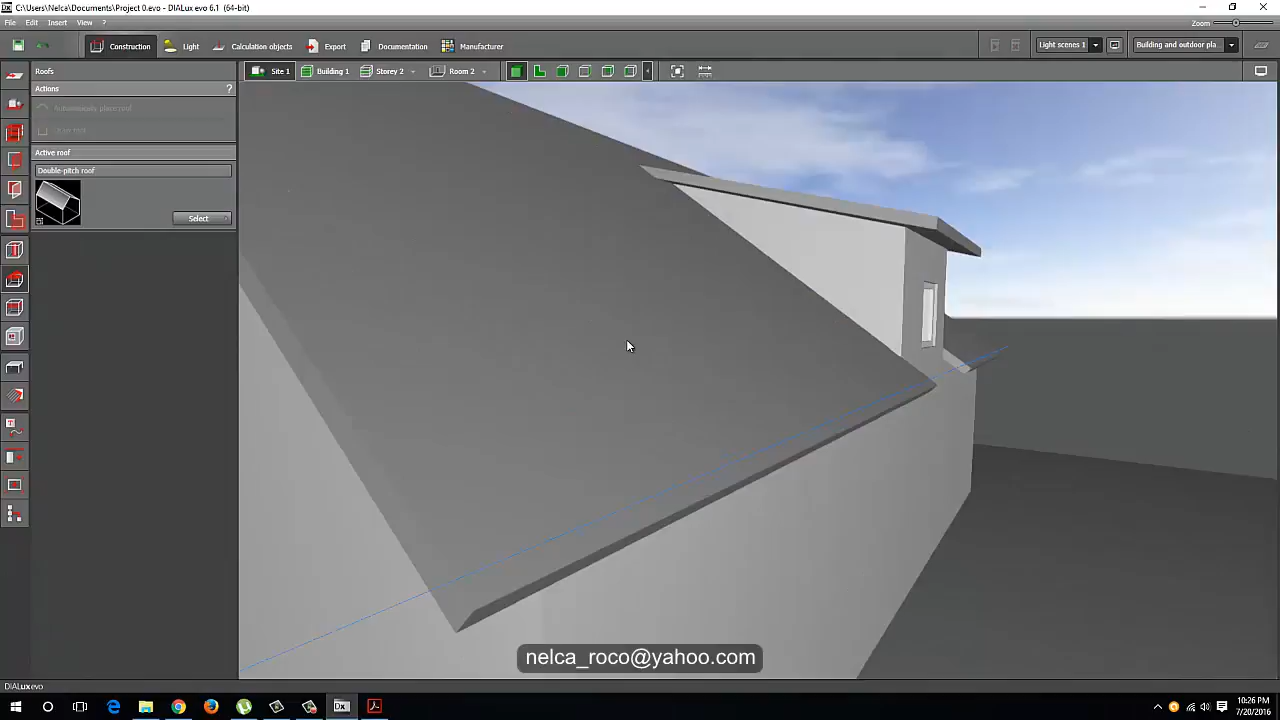 C:\Users\Nelca\Documents\Project 0.evo - DIALux evo 6.1 (64-bit)
File Edit Insert View ?
Zoom
Construction Light Calculation objects Export Documentation Manufacturer Light scenes 1 Building and outdoor pla...
Roofs Site 1 Building 1 Storey 2 Room 2
Actions ?
Automatically place roof
Active roof
Double-pitch roof
Select
nelca_roco@yahoo.com
DIALux evo
Dx
10:26 PM
7/20/2016